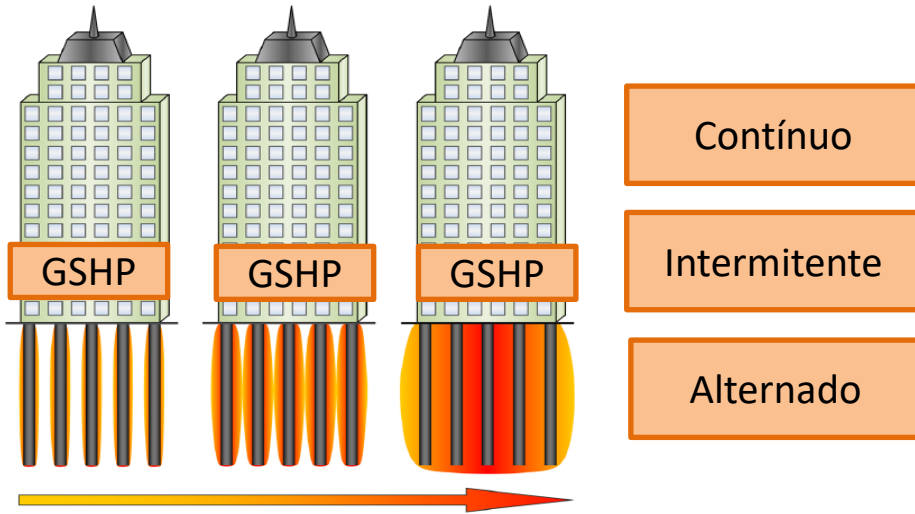 GSHP
GSHP
GSHP
Contínuo
Intermitente
Alternado